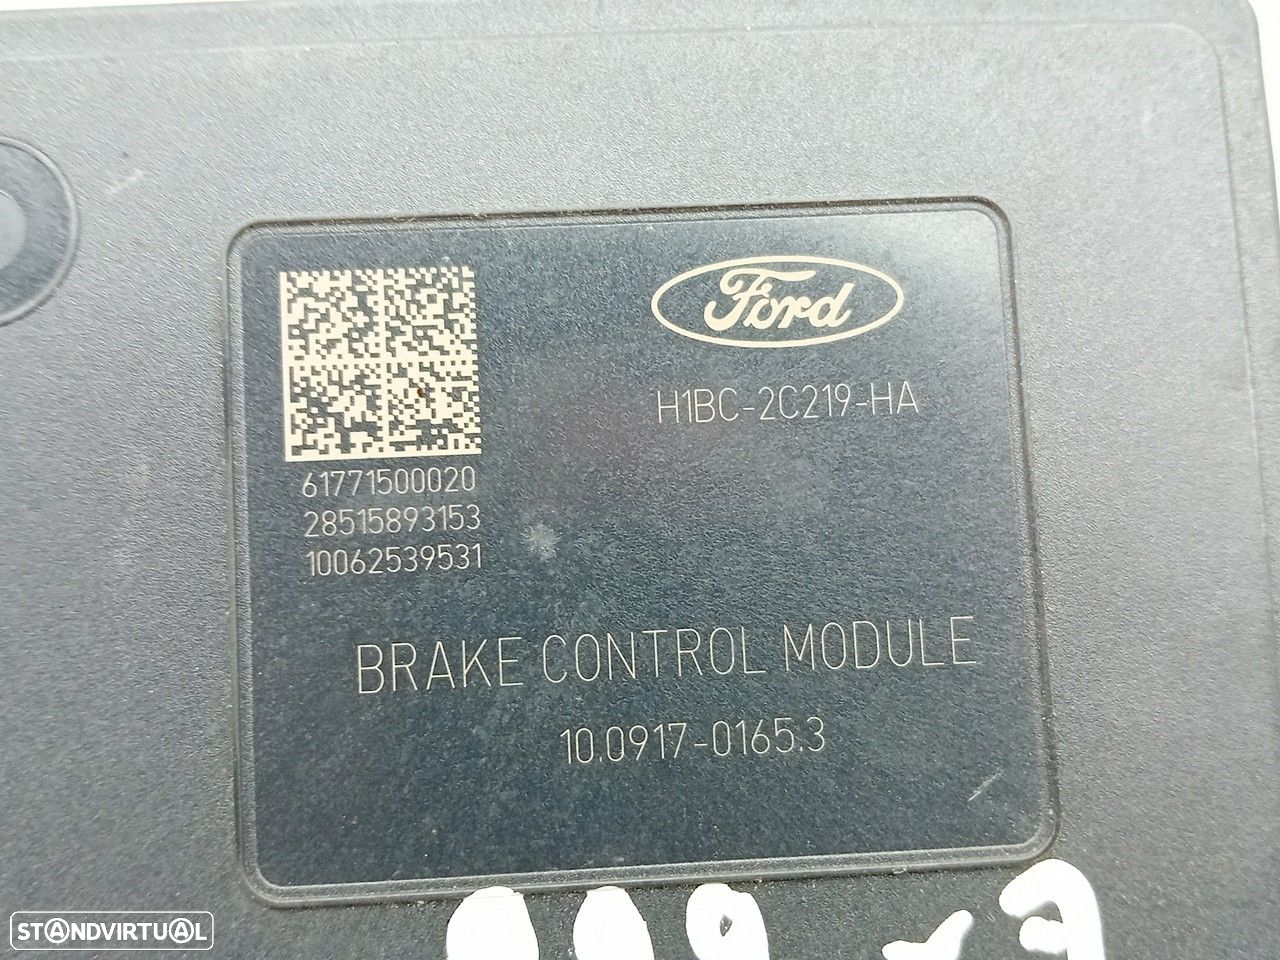 Ford
H1BC-2C219-HA
61771500020
28515893153
10062539531
BRAKE CONTROL MODULE
10.0917-0165.3
STANDVIRTUAL